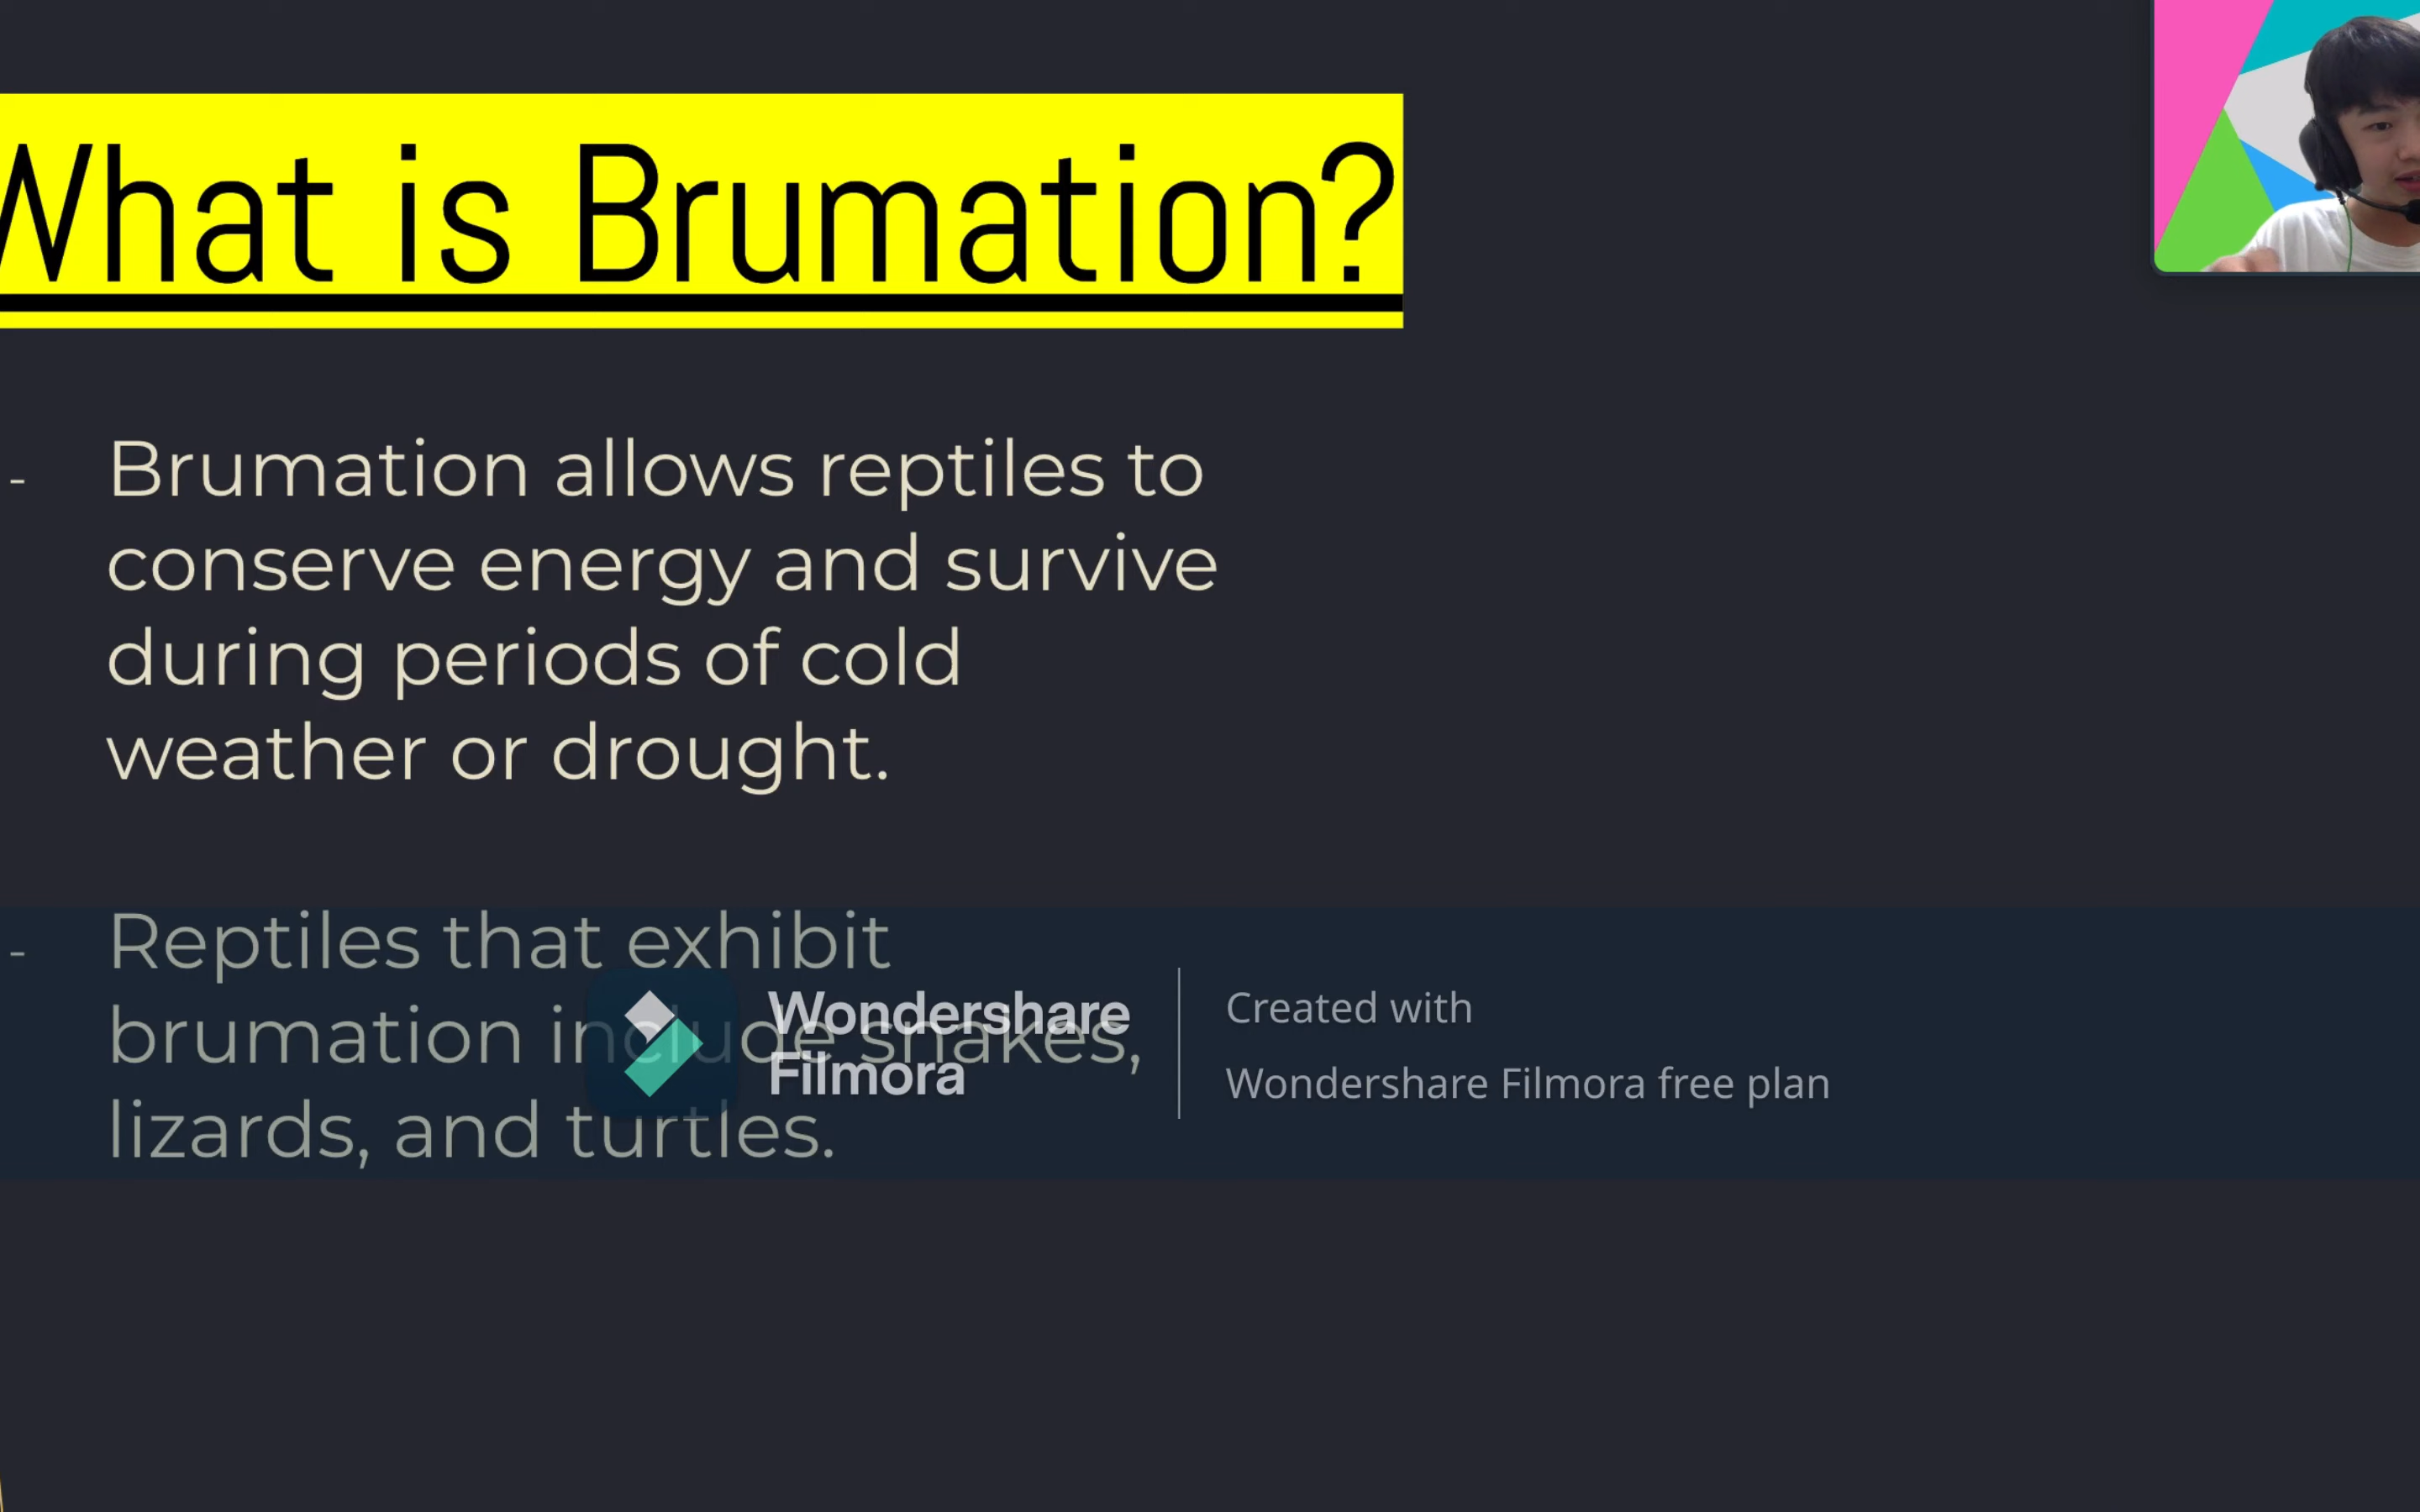 What is Brumation?
- Brumation allows reptiles to
conserve energy and survive
during periods of cold
weather or drought.
- Reptiles that exhibit
brumation include snakes,
lizards, and turtles.
Wondershare
Filmora
Created with
Wondershare Filmora free plan